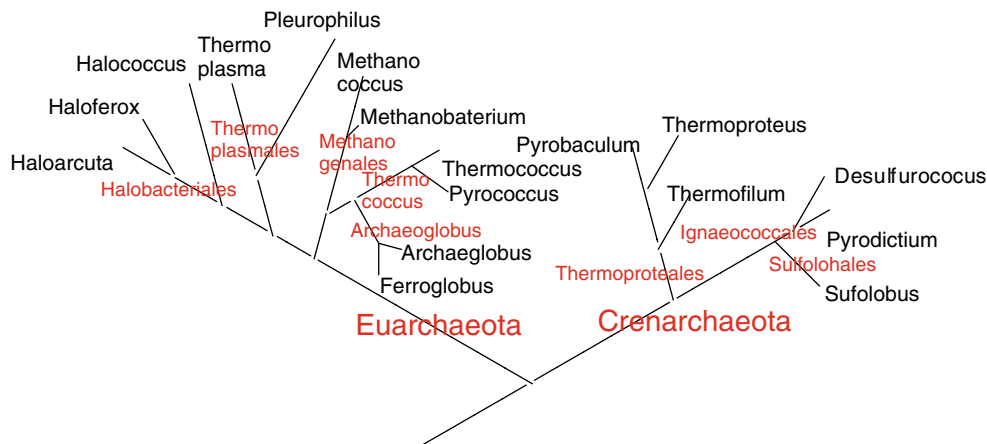 Pleurophilus
Thermo
plasma
Halococcus
Methano
coccus
Haloferox
Methanobaterium
Thermo
plasmales
Methano
genales
Haloarcuta
Halobacteriales
Thermococcus
Thermo
coccus
Pyrococcus
Archaeoglobus
Archaeglobus
Ferroglobus
Euarchaeota
Thermoproteus
Pyrobaculum
Desulfurococus
Thermofilum
Ignaeococcales
Pyrodictium
Thermoproteales
Sulfolohales
Sufolobus
Crenarchaeota